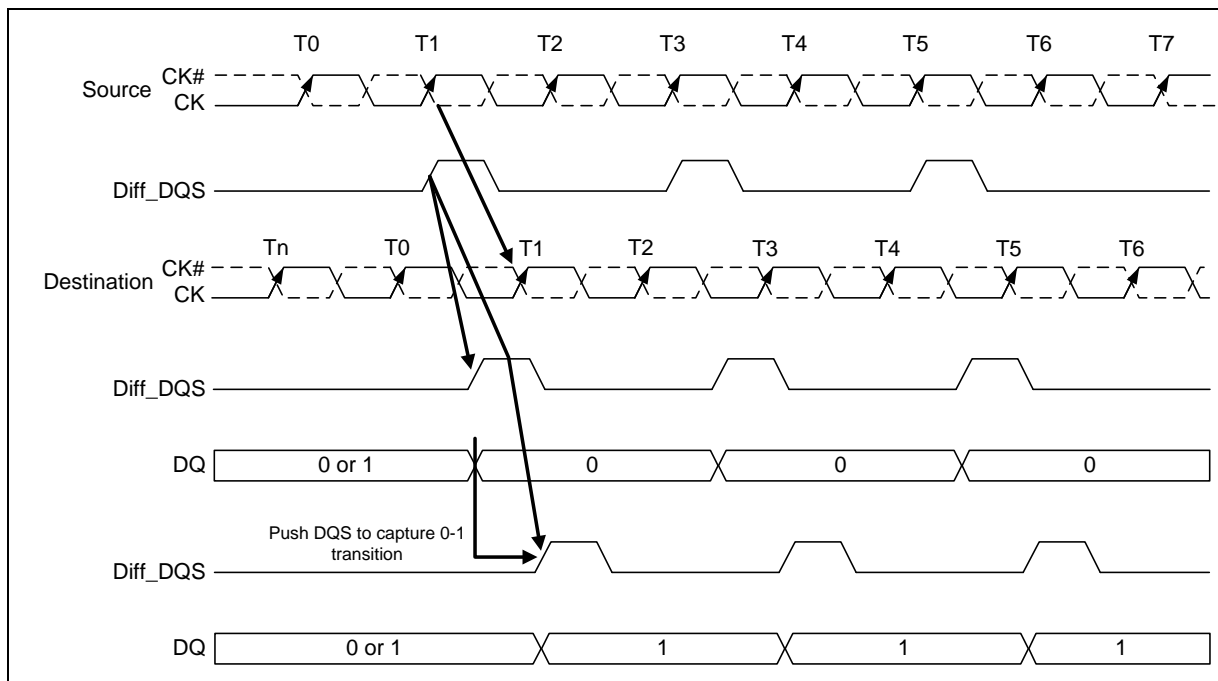 T0 T1 T2 T3 T4 T5 T6 T7
Source CK#
CK
Diff_DQS
Tn T0 T1 T2 T3 T4 T5 T6
Destination CK#
CK
Diff_DQS
DQ 0 or 1 0 0 0
Push DQS to capture 0-1
transition
Diff_DQS
DQ 0 or 1 1 1 1